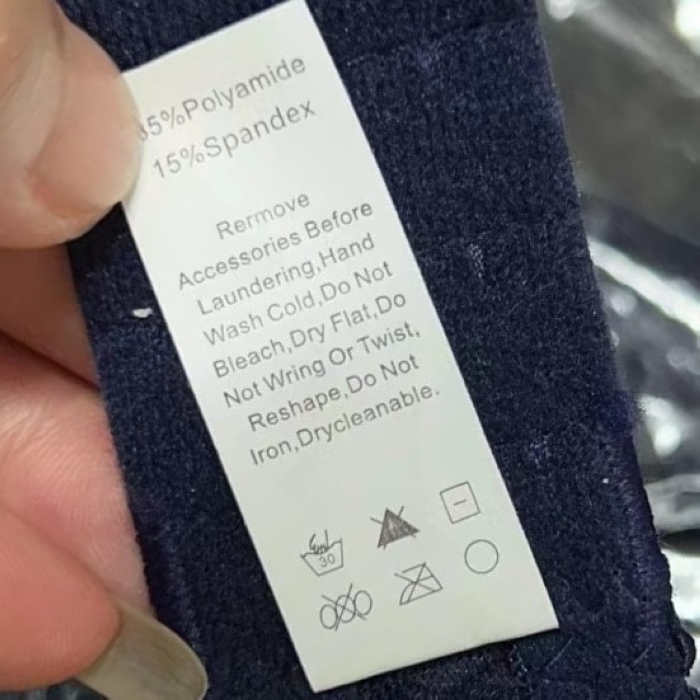 85%Polyamide
15%Spandex
Rermove
Accessories Before
Laundering,Hand
Wash Cold,Do Not
Bleach,Dry Flat,Do
Not Wring Or Twist,
Reshape,Do Not
Iron,Drycleanable.
30